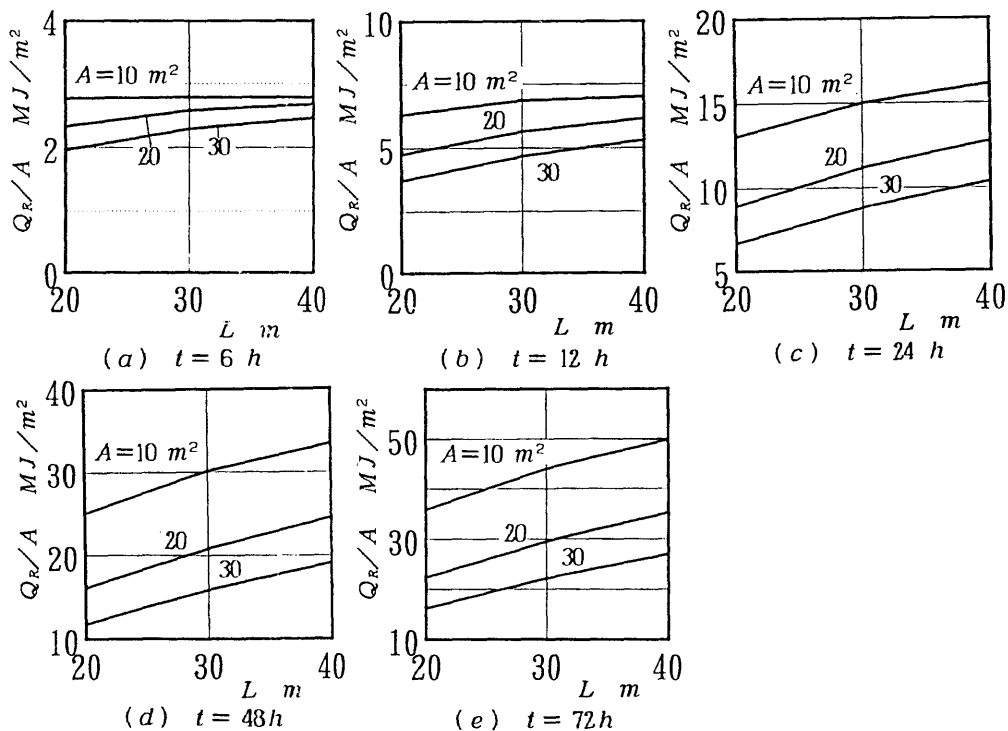 4
A=10 m²
20
30
2
0
20 30 40
Q_R/A MJ/m²
L m
(a) t=6 h
10
A=10 m²
20
30
5
0
20 30 40
Q_R/A MJ/m²
L m
(b) t=12 h
20
A=10 m²
15
20
30
10
5
20 30 40
Q_R/A MJ/m²
L m
(c) t=24 h
40
A=10 m²
30
20
20
30
10
20 30 40
Q_R/A MJ/m²
L m
(d) t=48h
50
A=10 m²
30
20
30
10
20 30 40
Q_R/A MJ/m²
L m
(e) t=72h